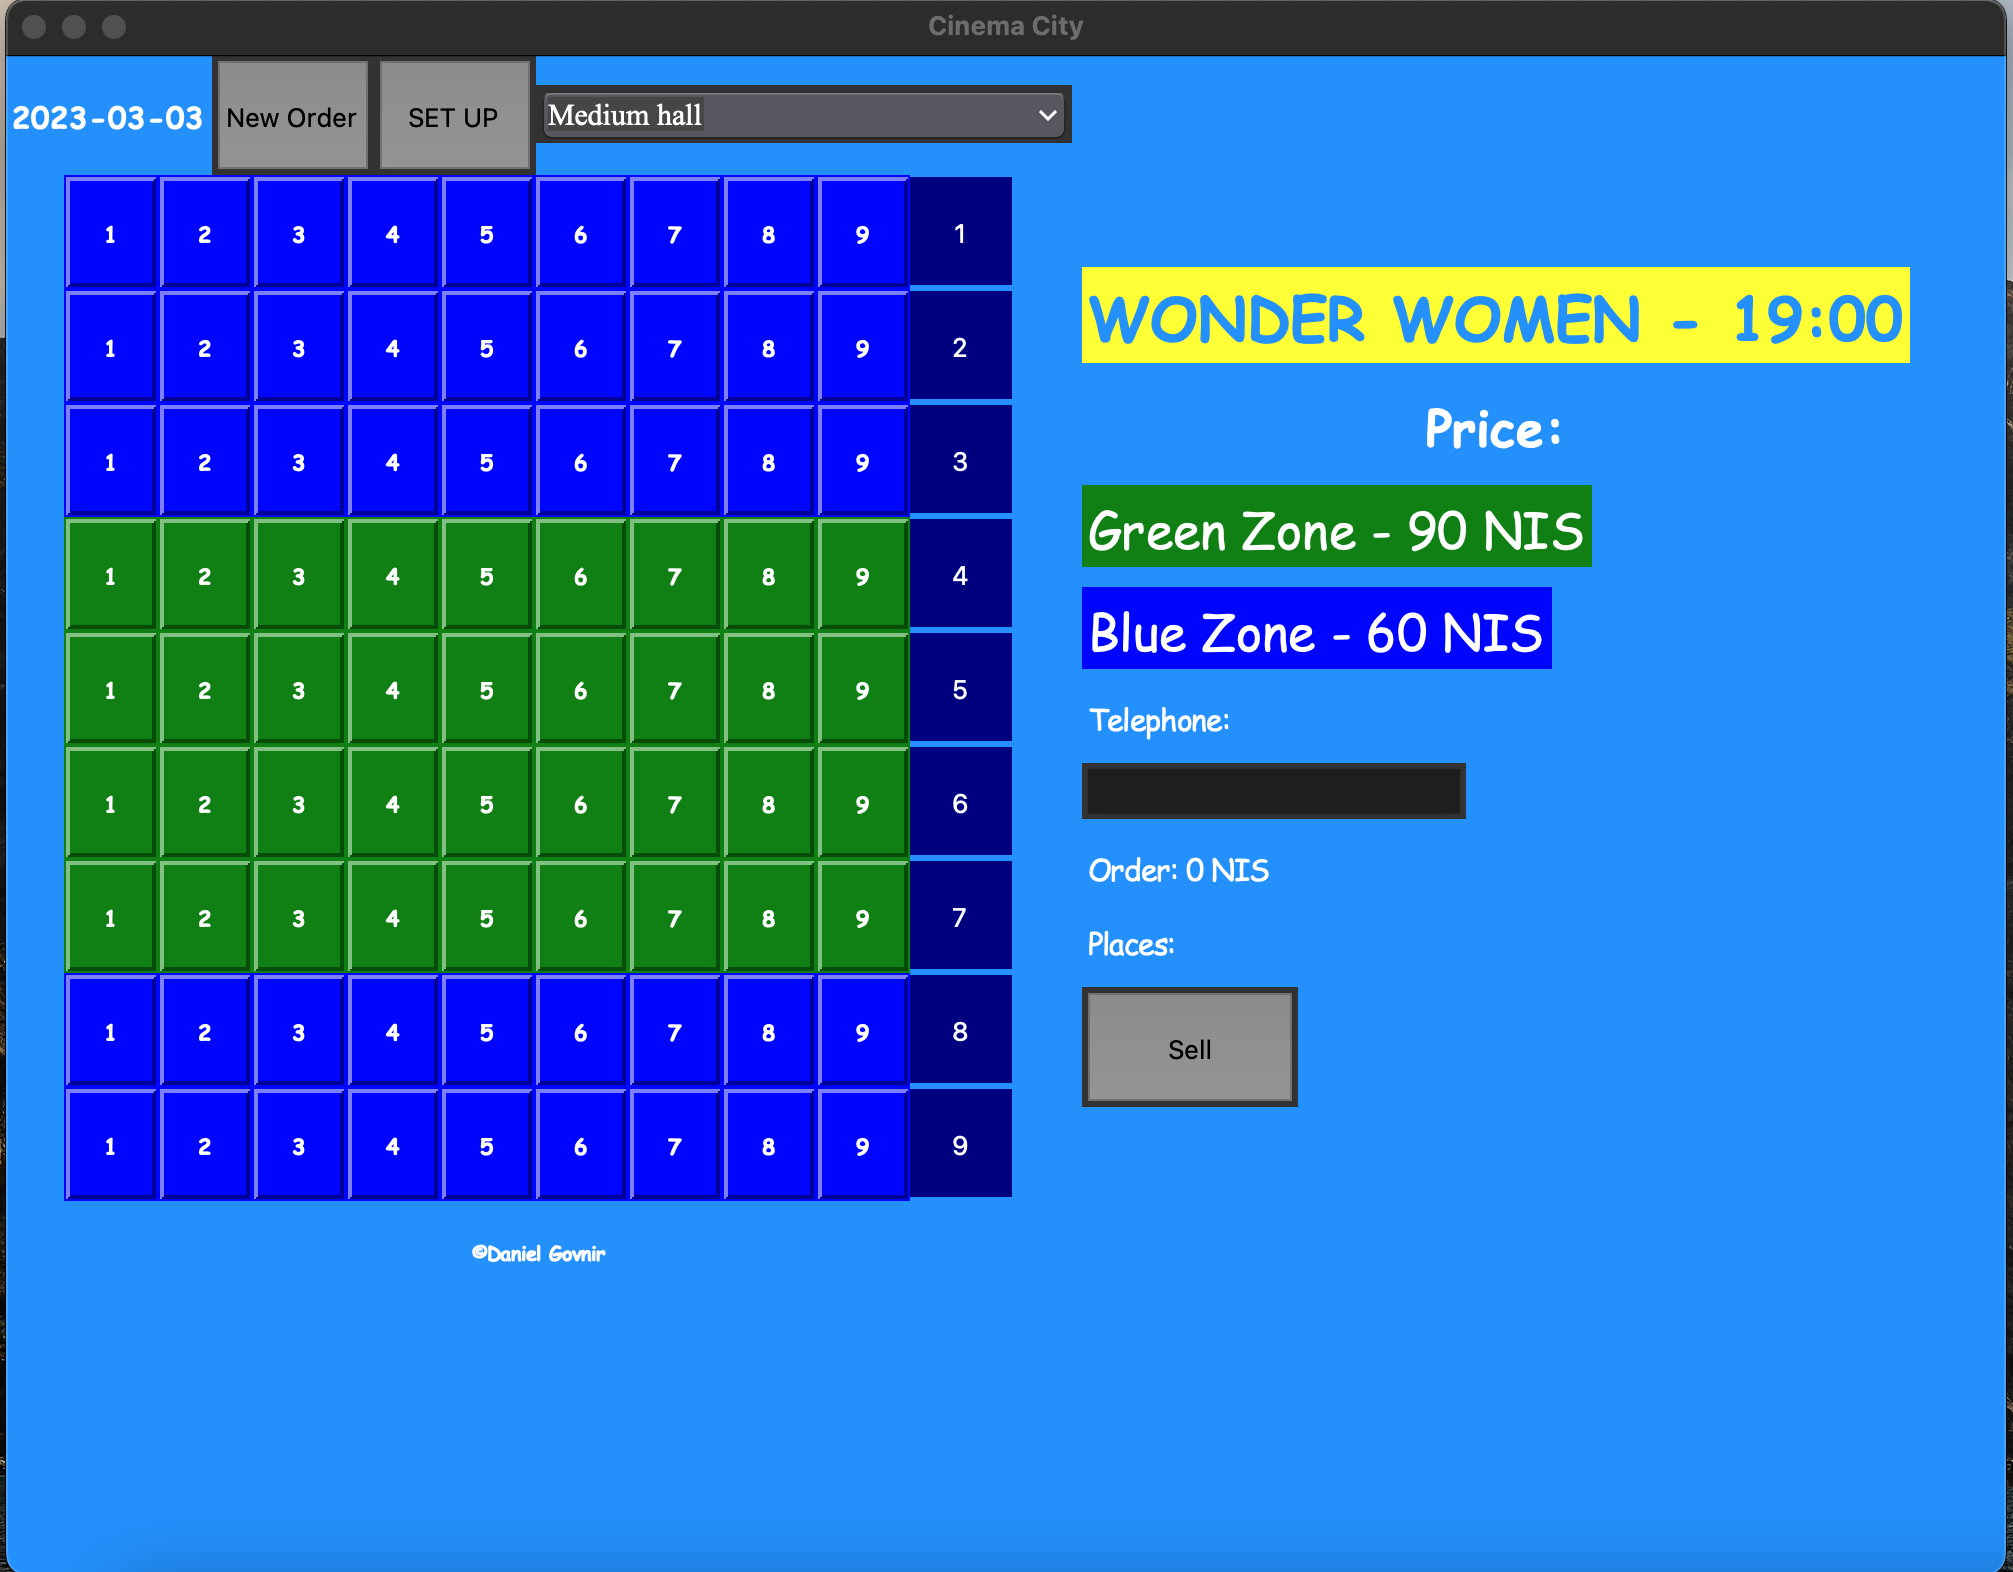 Cinema City
2023-03-03 New Order SET UP Medium hall
1 2 3 4 5 6 7 8 9 1
1 2 3 4 5 6 7 8 9 2
1 2 3 4 5 6 7 8 9 3
1 2 3 4 5 6 7 8 9 4
1 2 3 4 5 6 7 8 9 5
1 2 3 4 5 6 7 8 9 6
1 2 3 4 5 6 7 8 9 7
1 2 3 4 5 6 7 8 9 8
1 2 3 4 5 6 7 8 9 9
©Daniel Govnir
WONDER WOMEN - 19:00
Price:
Green Zone - 90 NIS
Blue Zone - 60 NIS
Telephone:
Order: 0 NIS
Places:
Sell